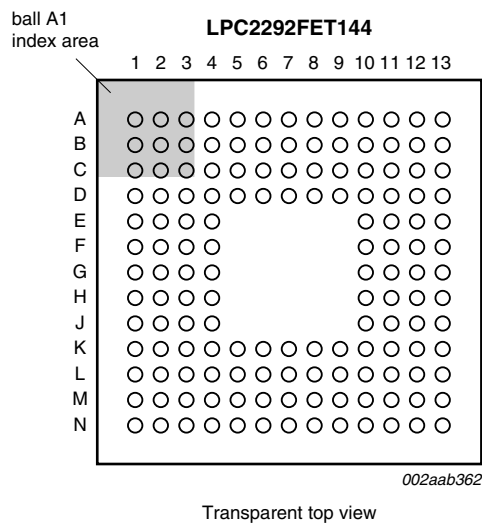 ball A1
index area
LPC2292FET144
1 2 3 4 5 6 7 8 9 10 11 12 13
A
B
C
D
E
F
G
H
J
K
L
M
N
002aab362
Transparent top view